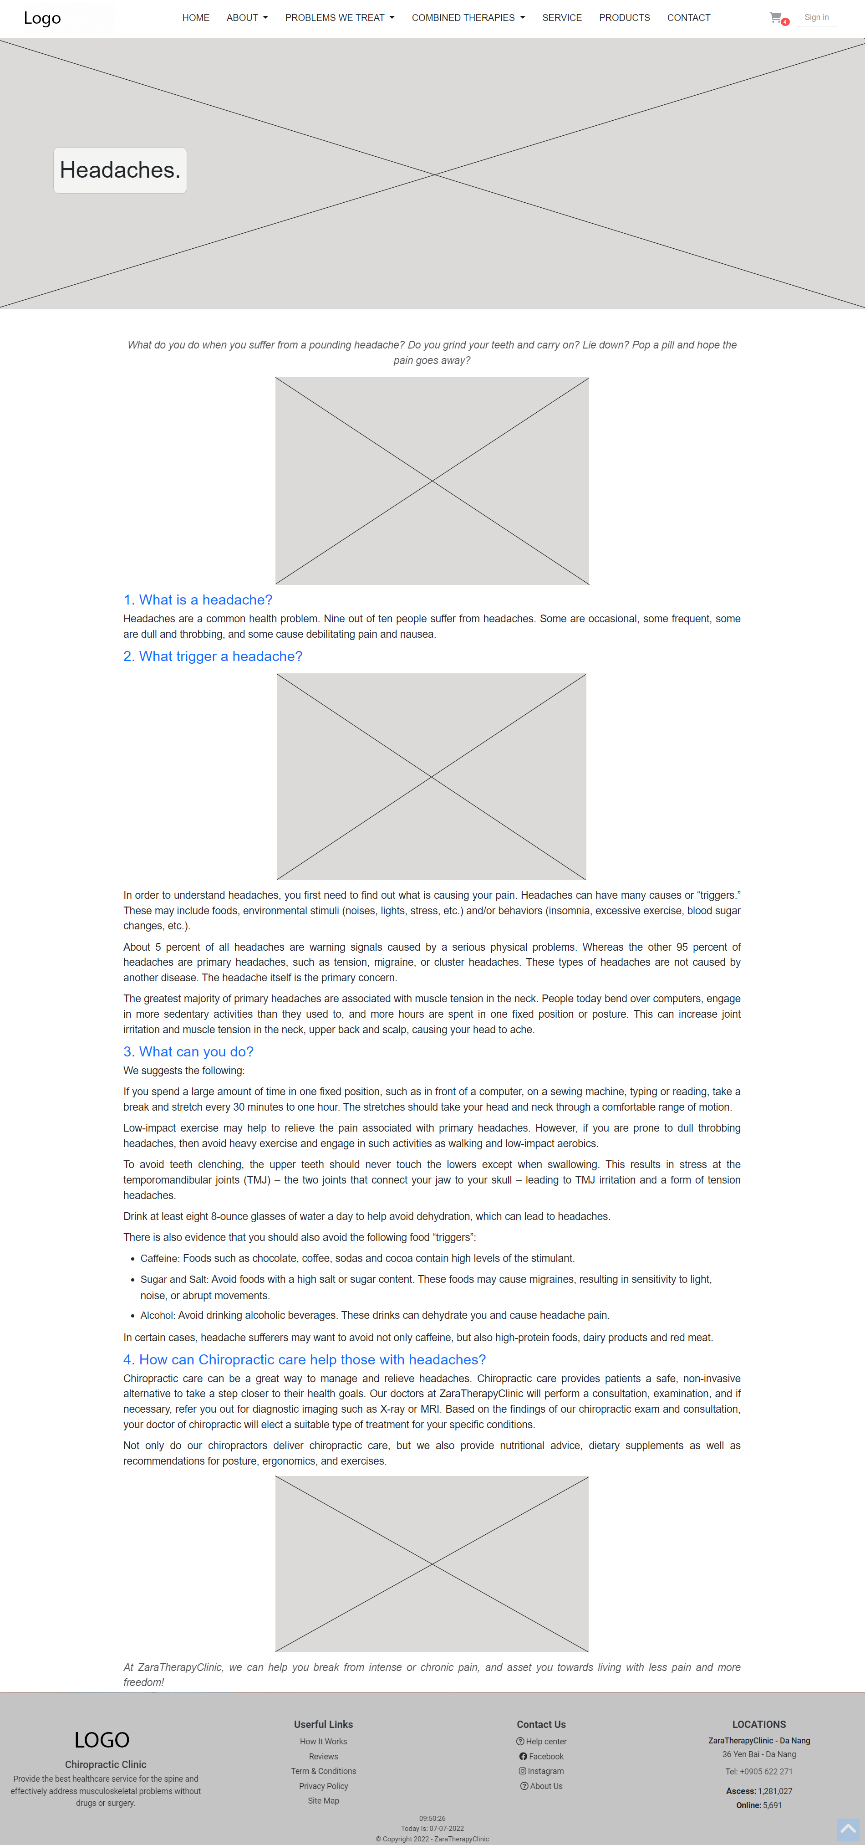 Logo
HOME ABOUT PROBLEMS WE TREAT COMBINED THERAPIES SERVICE PRODUCTS CONTACT
4 Sign in
Headaches.
What do you do when you suffer from a pounding headache? Do you grind your teeth and carry on? Lie down? Pop a pill and hope the
pain goes away?
1. What is a headache?
Headaches are a common health problem. Nine out of ten people suffer from headaches. Some are occasional, some frequent, some
are dull and throbbing, and some cause debilitating pain and nausea.
2. What trigger a headache?
In order to understand headaches, you first need to find out what is causing your pain. Headaches can have many causes or “triggers.”
These may include foods, environmental stimuli (noises, lights, stress, etc.) and/or behaviors (insomnia, excessive exercise, blood sugar
changes, etc.).
About 5 percent of all headaches are warning signals caused by a serious physical problems. Whereas the other 95 percent of
headaches are primary headaches, such as tension, migraine, or cluster headaches. These types of headaches are not caused by
another disease. The headache itself is the primary concern.
The greatest majority of primary headaches are associated with muscle tension in the neck. People today bend over computers, engage
in more sedentary activities than they used to, and more hours are spent in one fixed position or posture. This can increase joint
irritation and muscle tension in the neck, upper back and scalp, causing your head to ache.
3. What can you do?
We suggests the following:
If you spend a large amount of time in one fixed position, such as in front of a computer, on a sewing machine, typing or reading, take a
break and stretch every 30 minutes to one hour. The stretches should take your head and neck through a comfortable range of motion.
Low-impact exercise may help to relieve the pain associated with primary headaches. However, if you are prone to dull throbbing
headaches, then avoid heavy exercise and engage in such activities as walking and low-impact aerobics.
To avoid teeth clenching, the upper teeth should never touch the lowers except when swallowing. This results in stress at the
temporomandibular joints (TMJ) – the two joints that connect your jaw to your skull – leading to TMJ irritation and a form of tension
headaches.
Drink at least eight 8-ounce glasses of water a day to help avoid dehydration, which can lead to headaches.
There is also evidence that you should also avoid the following food “triggers”:
• Caffeine: Foods such as chocolate, coffee, sodas and cocoa contain high levels of the stimulant.
• Sugar and Salt: Avoid foods with a high salt or sugar content. These foods may cause migraines, resulting in sensitivity to light,
noise, or abrupt movements.
• Alcohol: Avoid drinking alcoholic beverages. These drinks can dehydrate you and cause headache pain.
In certain cases, headache sufferers may want to avoid not only caffeine, but also high-protein foods, dairy products and red meat.
4. How can Chiropractic care help those with headaches?
Chiropractic care can be a great way to manage and relieve headaches. Chiropractic care provides patients a safe, non-invasive
alternative to take a step closer to their health goals. Our doctors at ZaraTherapyClinic will perform a consultation, examination, and if
necessary, refer you out for diagnostic imaging such as X-ray or MRI. Based on the findings of our chiropractic exam and consultation,
your doctor of chiropractic will elect a suitable type of treatment for your specific conditions.
Not only do our chiropractors deliver chiropractic care, but we also provide nutritional advice, dietary supplements as well as
recommendations for posture, ergonomics, and exercises.
At ZaraTherapyClinic, we can help you break from intense or chronic pain, and asset you towards living with less pain and more
freedom!
LOGO
Chiropractic Clinic
Provide the best healthcare service for the spine and
effectively address musculoskeletal problems without
drugs or surgery.
Userful Links
How It Works
Reviews
Term & Conditions
Privacy Policy
Site Map
Contact Us
Help center
Facebook
Instagram
About Us
LOCATIONS
ZaraTherapyClinic - Da Nang
36 Yen Bai - Da Nang
Tel: +0905 622 271
Ascess: 1,281,027
Online: 5,691
09:50:26
Today is: 07-07-2022
© Copyright 2022 - ZaraTherapyClinic